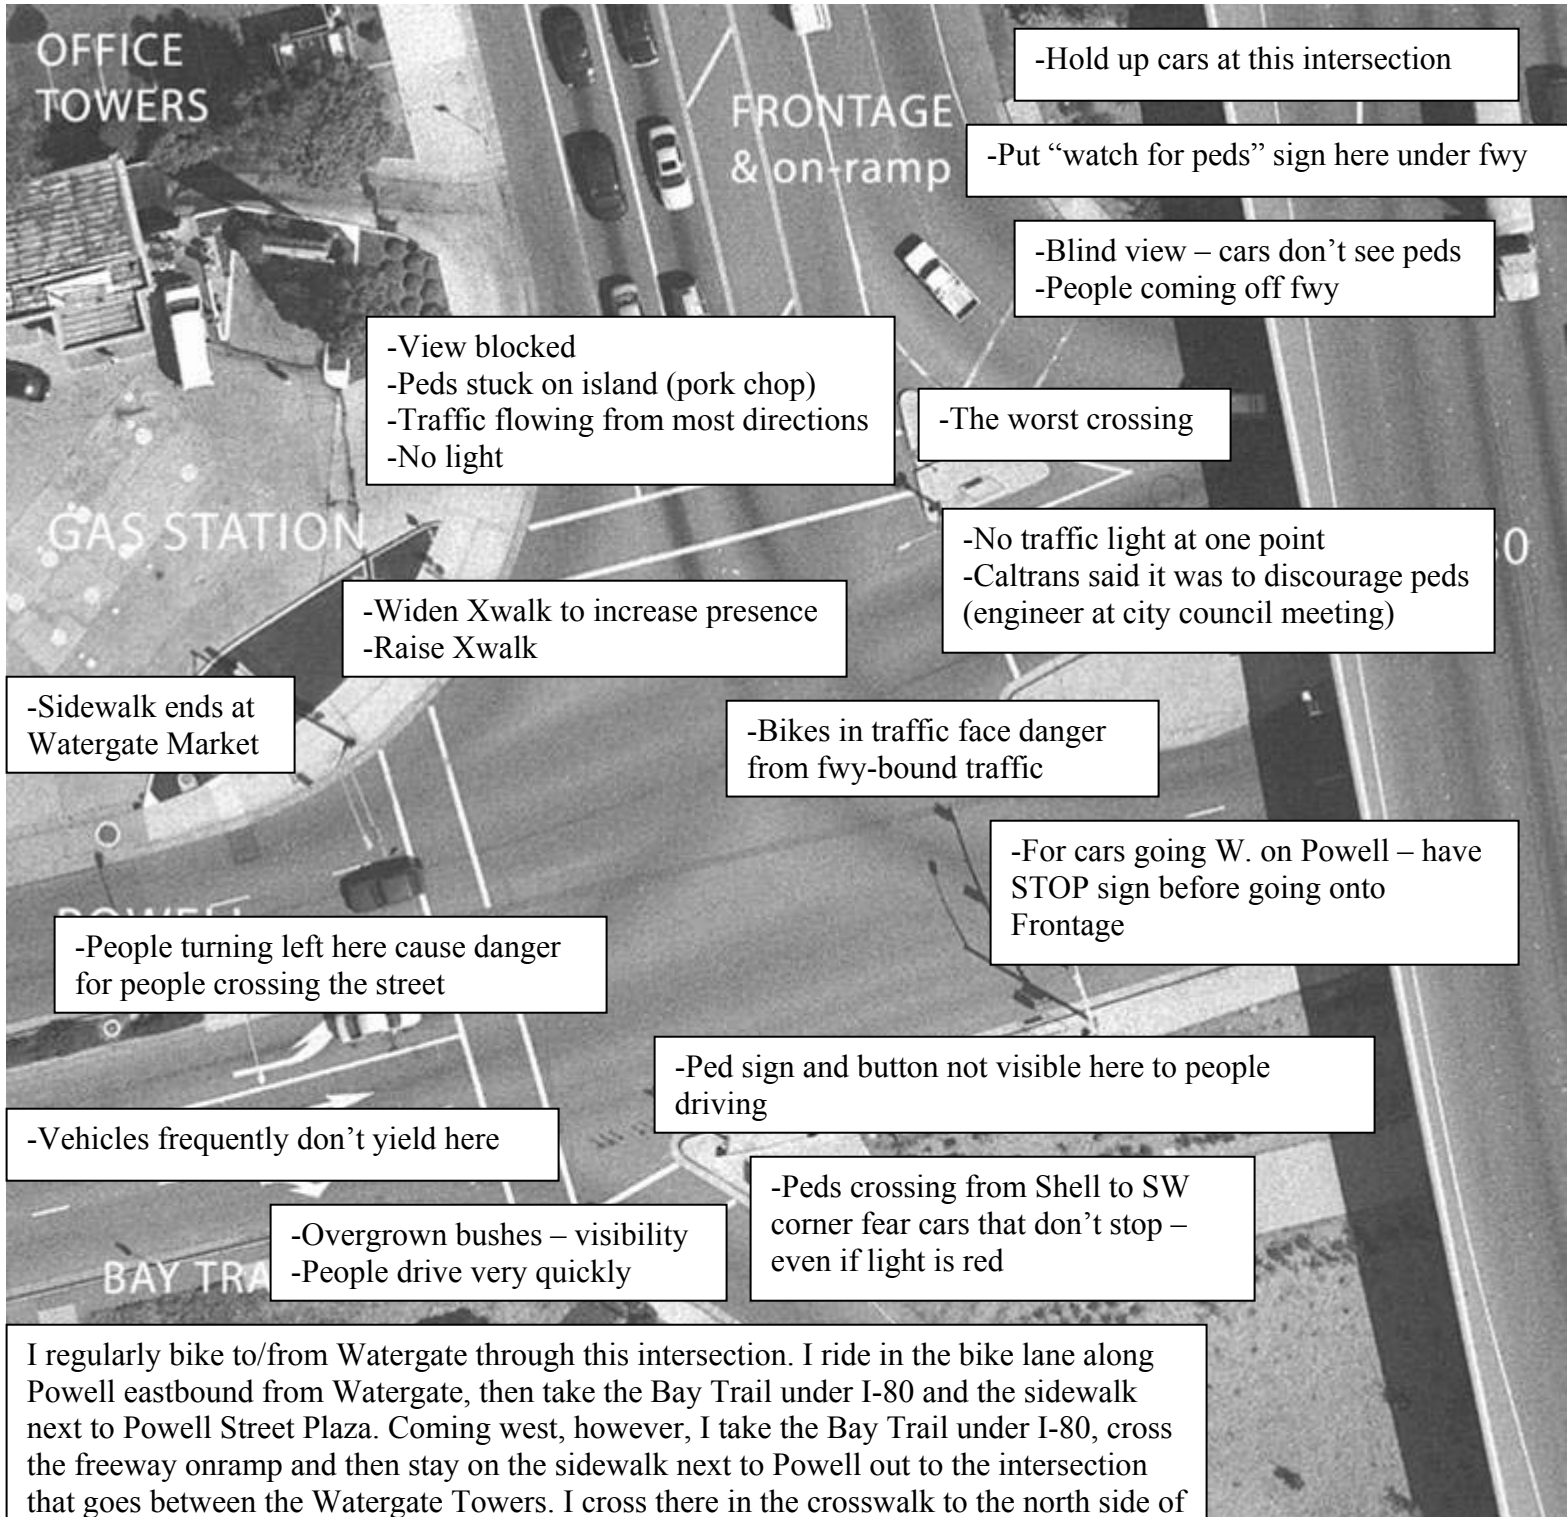 OFFICE
TOWERS
FRONTAGE
& on-ramp
-Hold up cars at this intersection
-Put “watch for peds” sign here under fwy
-Blind view – cars don’t see peds
-People coming off fwy
-View blocked
-Peds stuck on island (pork chop)
-Traffic flowing from most directions
-No light
-The worst crossing
GAS STATION
-No traffic light at one point
-Caltrans said it was to discourage peds
(engineer at city council meeting)
-Widen Xwalk to increase presence
-Raise Xwalk
-Sidewalk ends at
Watergate Market
-Bikes in traffic face danger
from fwy-bound traffic
-For cars going W. on Powell – have
STOP sign before going onto
Frontage
POWELL
-People turning left here cause danger
for people crossing the street
-Ped sign and button not visible here to people
driving
-Vehicles frequently don’t yield here
-Peds crossing from Shell to SW
corner fear cars that don’t stop –
even if light is red
-Overgrown bushes – visibility
-People drive very quickly
BAY TRA
I regularly bike to/from Watergate through this intersection. I ride in the bike lane along
Powell eastbound from Watergate, then take the Bay Trail under I-80 and the sidewalk
next to Powell Street Plaza. Coming west, however, I take the Bay Trail under I-80, cross
the freeway onramp and then stay on the sidewalk next to Powell out to the intersection
that goes between the Watergate Towers. I cross there in the crosswalk to the north side of